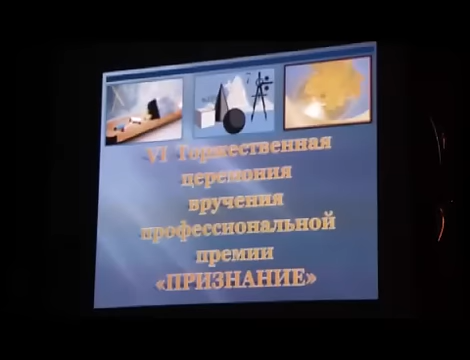 VI Торжественная
церемония
вручения
профессиональной
премии
«ПРИЗНАНИЕ»